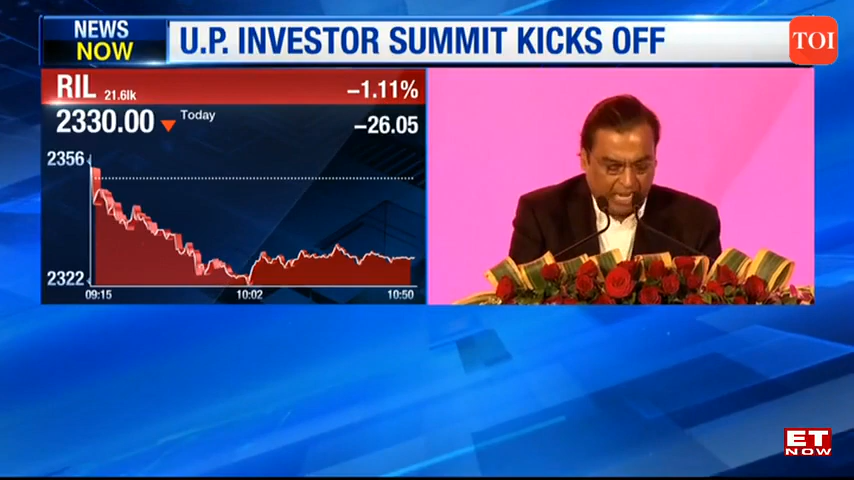 NEWS
NOW
U.P. INVESTOR SUMMIT KICKS OFF
TOI
RIL 21.6lk −1.11%
2330.00 Today −26.05
2356
2322
09:15 10:02 10:50
ET
NOW